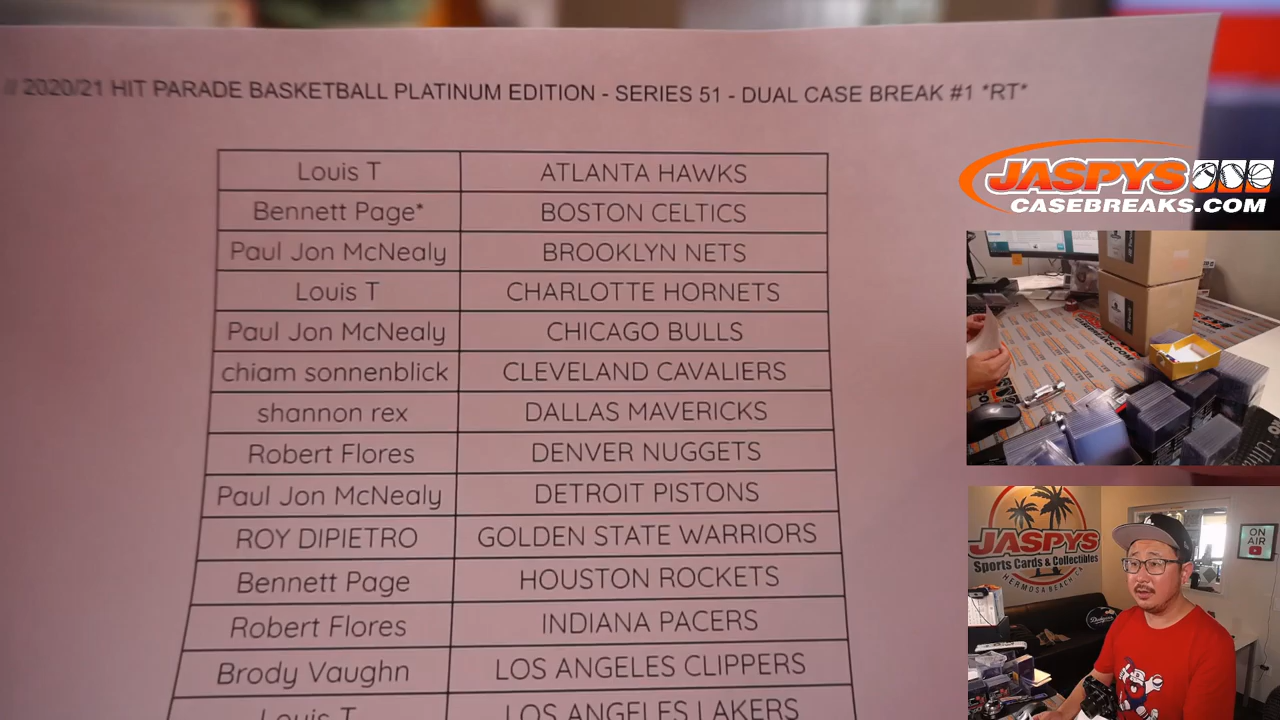 // 2020/21 HIT PARADE BASKETBALL PLATINUM EDITION - SERIES 51 - DUAL CASE BREAK #1 *RT*
Louis T ATLANTA HAWKS
Bennett Page* BOSTON CELTICS
Paul Jon McNealy BROOKLYN NETS
Louis T CHARLOTTE HORNETS
Paul Jon McNealy CHICAGO BULLS
chiam sonnenblick CLEVELAND CAVALIERS
shannon rex DALLAS MAVERICKS
Robert Flores DENVER NUGGETS
Paul Jon McNealy DETROIT PISTONS
ROY DIPIETRO GOLDEN STATE WARRIORS
Bennett Page HOUSTON ROCKETS
Robert Flores INDIANA PACERS
Brody Vaughn LOS ANGELES CLIPPERS
Louis T LOS ANGELES LAKERS
JASPYS
CASEBREAKS.COM
JASPYS
Sports Cards & Collectibles
HERMOSA BEACH, CA
ON
AIR
Dodgers